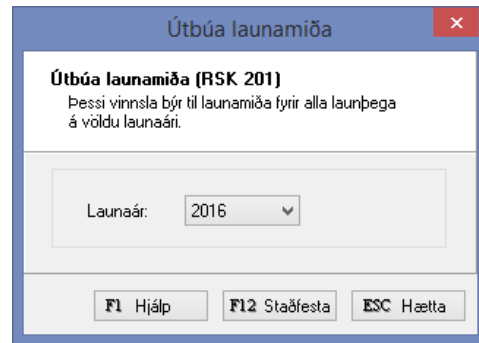 Útbúa launamiða
Útbúa launamiða (RSK 201)
Þessi vinnsla býr til launamiða fyrir alla launþega
á völdu launaári.
Launaár: 2016
F1 Hjálp F12 Staðfesta ESC Hætta